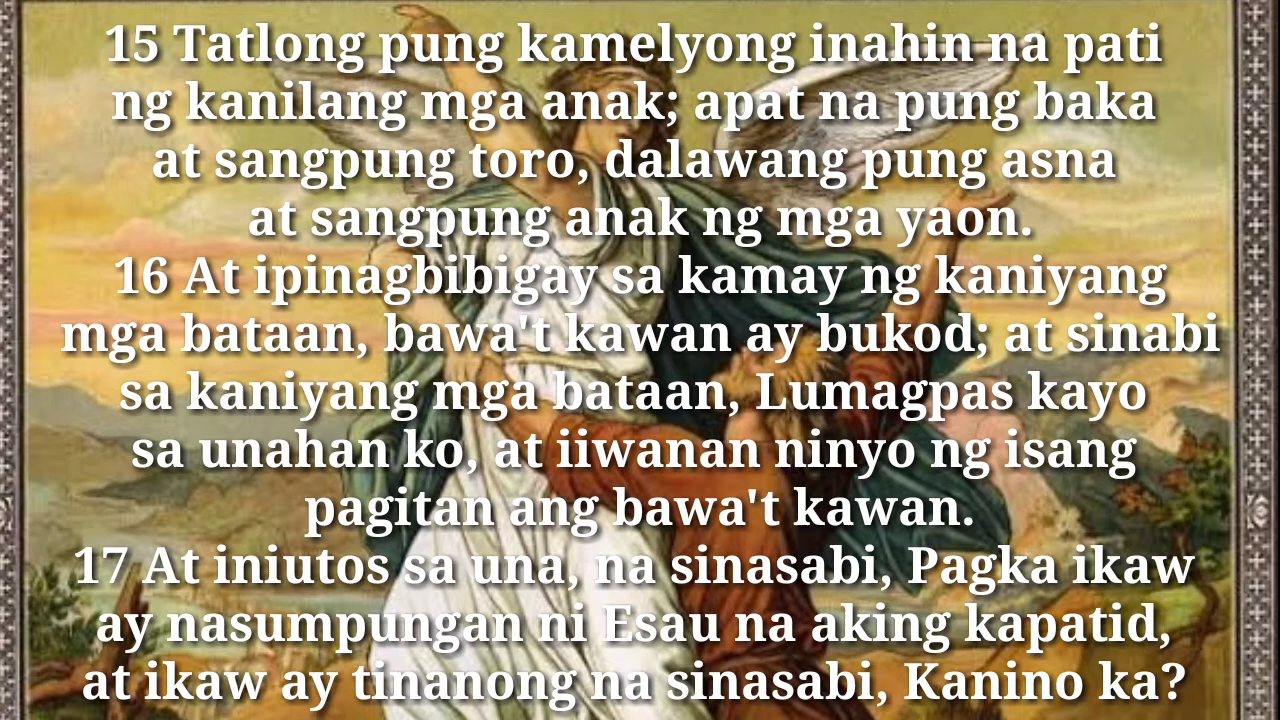 15 Tatlong pung kamelyong inahin na pati
ng kanilang mga anak; apat na pung baka
at sangpung toro, dalawang pung asna
at sangpung anak ng mga yaon.
16 At ipinagbibigay sa kamay ng kaniyang
mga bataan, bawa't kawan ay bukod; at sinabi
sa kaniyang mga bataan, Lumagpas kayo
sa unahan ko, at iiwanan ninyo ng isang
pagitan ang bawa't kawan.
17 At iniutos sa una, na sinasabi, Pagka ikaw
ay nasumpungan ni Esau na aking kapatid,
at ikaw ay tinanong na sinasabi, Kanino ka?